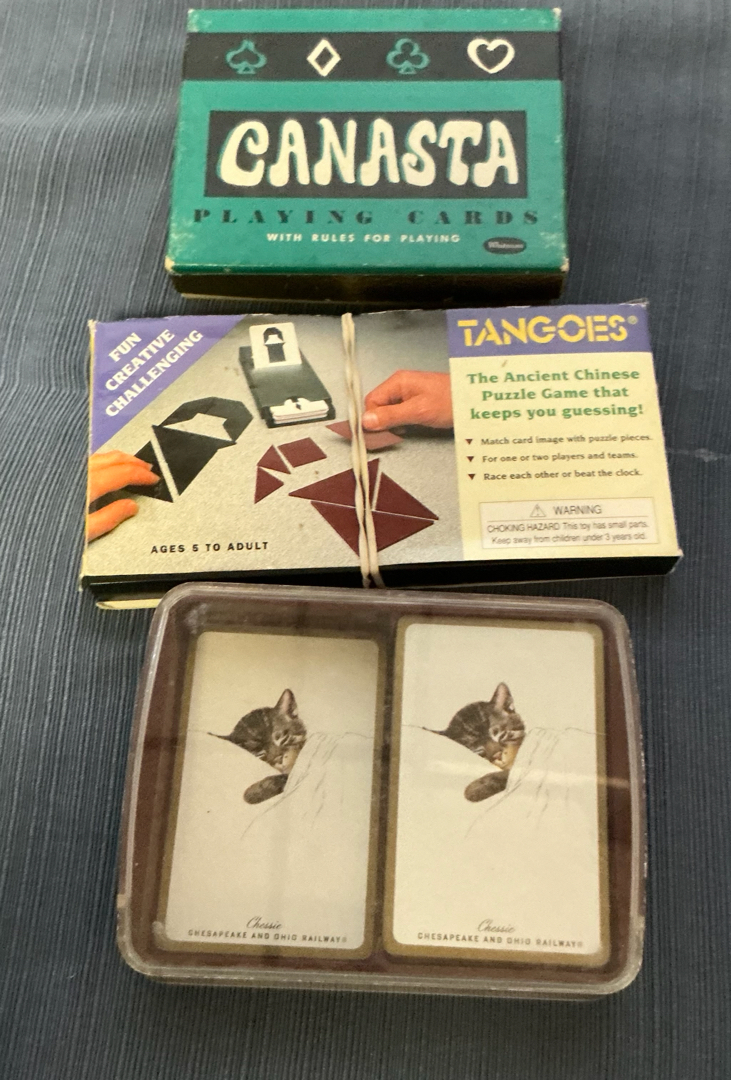 CANASTA
PLAYING CARDS
WITH RULES FOR PLAYING
Whitman
FUN
CREATIVE
CHALLENGING
AGES 5 TO ADULT
TANGOES®
The Ancient Chinese
Puzzle Game that
keeps you guessing!
▼ Match card image with puzzle pieces.
▼ For one or two players and teams.
▼ Race each other or beat the clock.
⚠ WARNING
CHOKING HAZARD This toy has small parts.
Keep away from children under 3 years old.
Chessie
CHESAPEAKE AND OHIO RAILWAY®
Chessie
CHESAPEAKE AND OHIO RAILWAY®